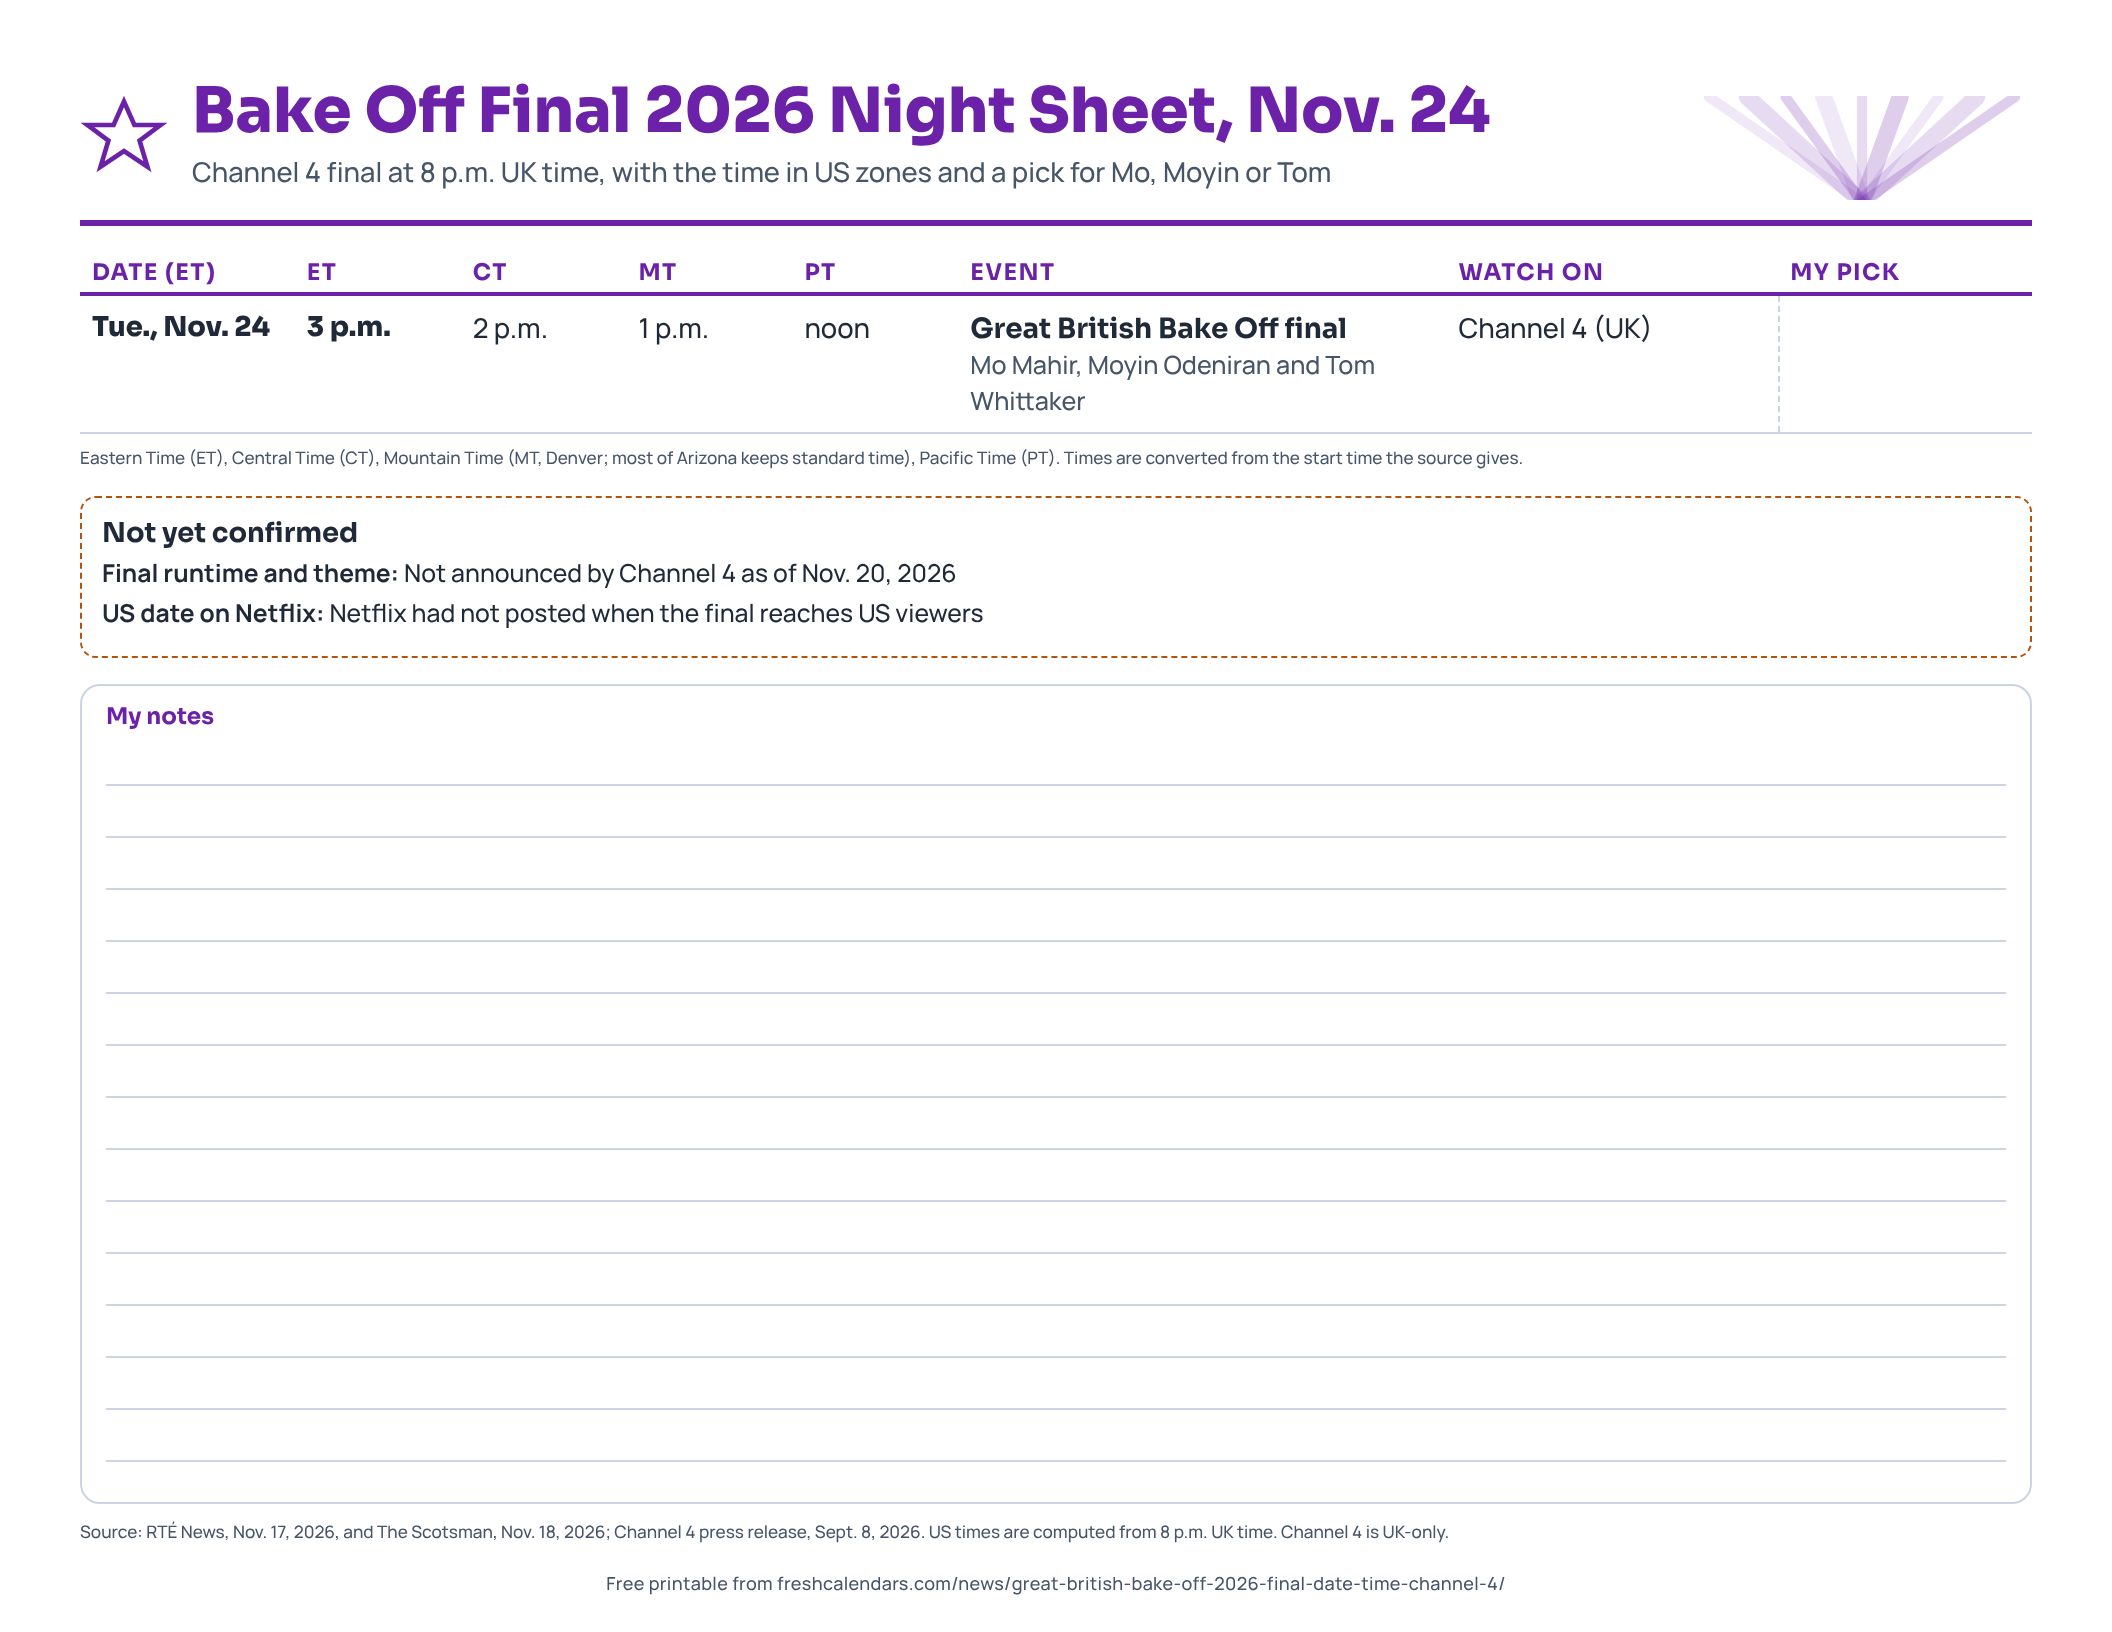 Bake Off Final 2026 Night Sheet, Nov. 24
Channel 4 final at 8 p.m. UK time, with the time in US zones and a pick for Mo, Moyin or Tom
DATE (ET) ET CT MT PT EVENT WATCH ON MY PICK
Tue., Nov. 24 3 p.m. 2 p.m. 1 p.m. noon Great British Bake Off final Channel 4 (UK)
Mo Mahir, Moyin Odeniran and Tom
Whittaker
Eastern Time (ET), Central Time (CT), Mountain Time (MT, Denver; most of Arizona keeps standard time), Pacific Time (PT). Times are converted from the start time the source gives.
Not yet confirmed
Final runtime and theme: Not announced by Channel 4 as of Nov. 20, 2026
US date on Netflix: Netflix had not posted when the final reaches US viewers
My notes
Source: RTÉ News, Nov. 17, 2026, and The Scotsman, Nov. 18, 2026; Channel 4 press release, Sept. 8, 2026. US times are computed from 8 p.m. UK time. Channel 4 is UK-only.
Free printable from freshcalendars.com/news/great-british-bake-off-2026-final-date-time-channel-4/